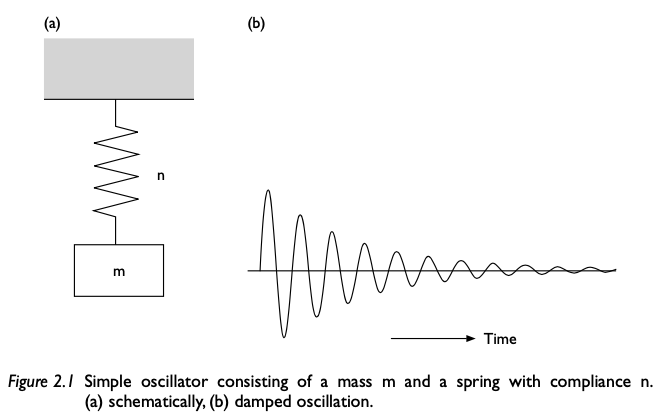 (a)
(b)
n
m
Time
Figure 2.1 Simple oscillator consisting of a mass m and a spring with compliance n.
(a) schematically, (b) damped oscillation.